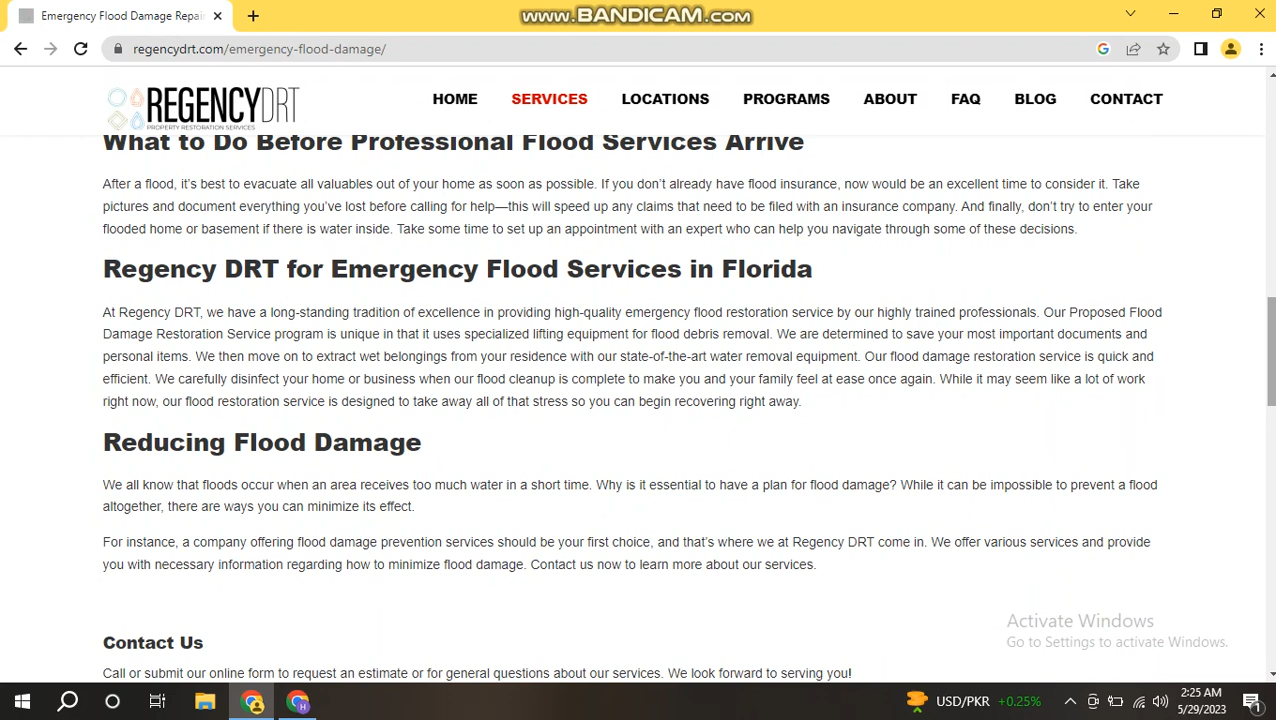 Emergency Flood Damage Repair
www.BANDICAM.com
regencydrt.com/emergency-flood-damage/
REGENCYDRT
PROPERTY RESTORATION SERVICES
HOME SERVICES LOCATIONS PROGRAMS ABOUT FAQ BLOG CONTACT
What to Do Before Professional Flood Services Arrive
After a flood, it's best to evacuate all valuables out of your home as soon as possible. If you don't already have flood insurance, now would be an excellent time to consider it. Take
pictures and document everything you've lost before calling for help—this will speed up any claims that need to be filed with an insurance company. And finally, don't try to enter your
flooded home or basement if there is water inside. Take some time to set up an appointment with an expert who can help you navigate through some of these decisions.
Regency DRT for Emergency Flood Services in Florida
At Regency DRT, we have a long-standing tradition of excellence in providing high-quality emergency flood restoration service by our highly trained professionals. Our Proposed Flood
Damage Restoration Service program is unique in that it uses specialized lifting equipment for flood debris removal. We are determined to save your most important documents and
personal items. We then move on to extract wet belongings from your residence with our state-of-the-art water removal equipment. Our flood damage restoration service is quick and
efficient. We carefully disinfect your home or business when our flood cleanup is complete to make you and your family feel at ease once again. While it may seem like a lot of work
right now, our flood restoration service is designed to take away all of that stress so you can begin recovering right away.
Reducing Flood Damage
We all know that floods occur when an area receives too much water in a short time. Why is it essential to have a plan for flood damage? While it can be impossible to prevent a flood
altogether, there are ways you can minimize its effect.
For instance, a company offering flood damage prevention services should be your first choice, and that's where we at Regency DRT come in. We offer various services and provide
you with necessary information regarding how to minimize flood damage. Contact us now to learn more about our services.
Contact Us
Call or submit our online form to request an estimate or for general questions about our services. We look forward to serving you!
Activate Windows
Go to Settings to activate Windows.
USD/PKR +0.25%
2:25 AM
5/29/2023
1
H